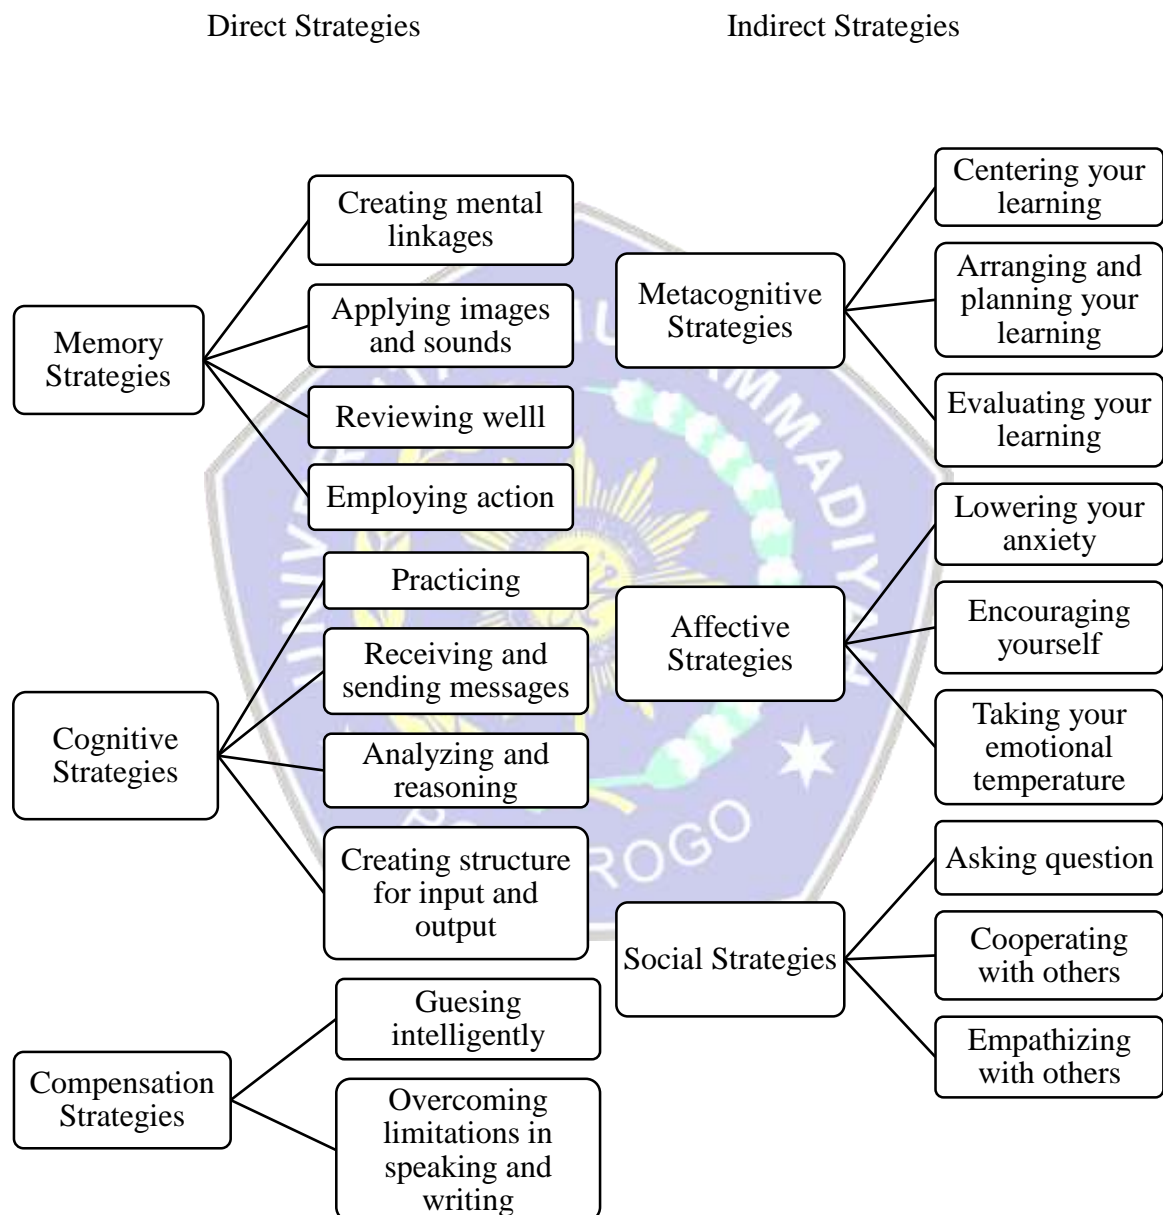 Direct Strategies
Indirect Strategies
Memory
Strategies
Creating mental
linkages
Applying images
and sounds
Reviewing welll
Employing action
Cognitive
Strategies
Practicing
Receiving and
sending messages
Analyzing and
reasoning
Creating structure
for input and
output
Compensation
Strategies
Guesing
intelligently
Overcoming
limitations in
speaking and
writing
Metacognitive
Strategies
Centering your
learning
Arranging and
planning your
learning
Evaluating your
learning
Affective
Strategies
Lowering your
anxiety
Encouraging
yourself
Taking your
emotional
temperature
Social Strategies
Asking question
Cooperating
with others
Empathizing
with others